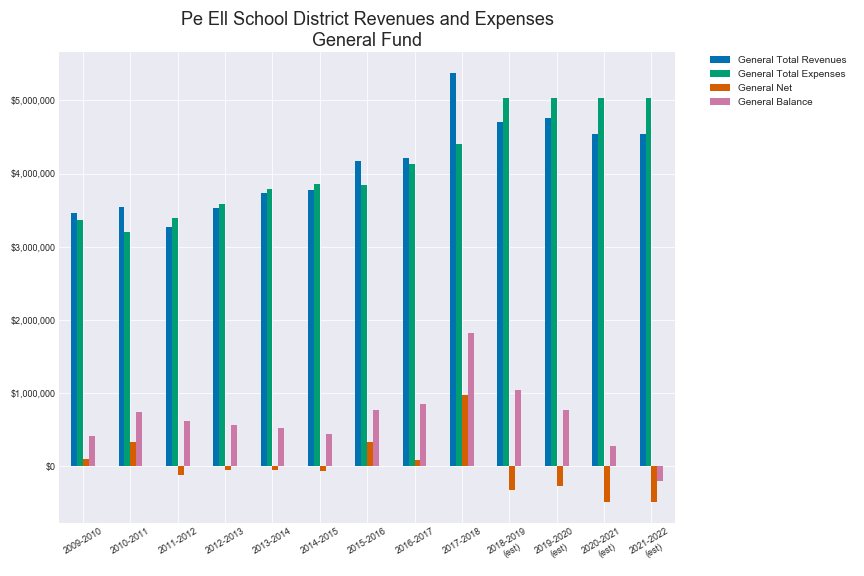 Pe Ell School District Revenues and Expenses
General Fund
General Total Revenues
General Total Expenses
General Net
General Balance
$5,000,000
$4,000,000
$3,000,000
$2,000,000
$1,000,000
$0
2009-2010
2010-2011
2011-2012
2012-2013
2013-2014
2014-2015
2015-2016
2016-2017
2017-2018
2018-2019
(est)
2019-2020
(est)
2020-2021
(est)
2021-2022
(est)